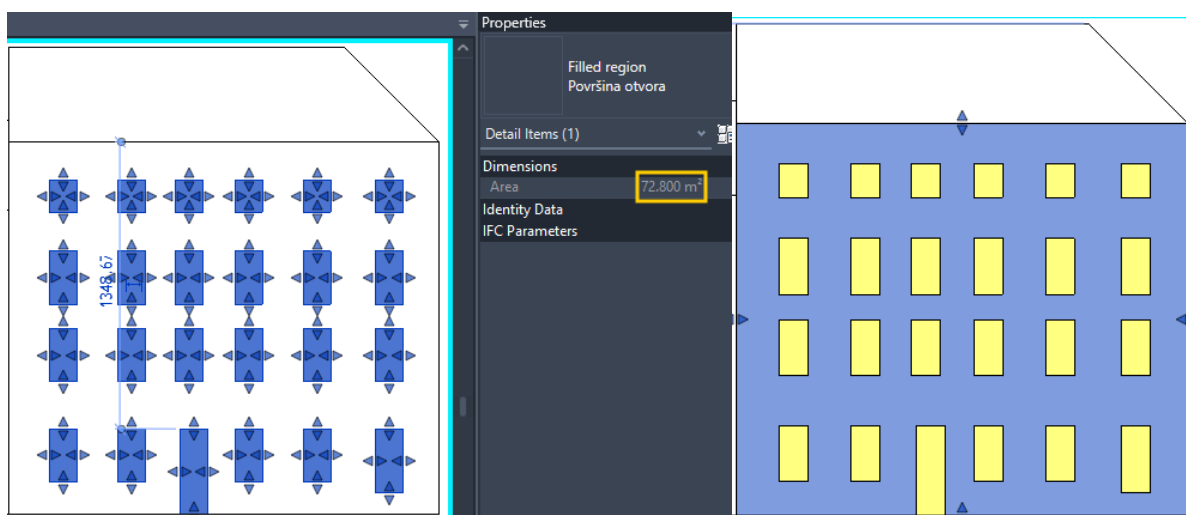 Properties
Filled region
Površina otvora
Detail Items (1)
Dimensions
Area 72.800 m²
Identity Data
IFC Parameters
1348.67